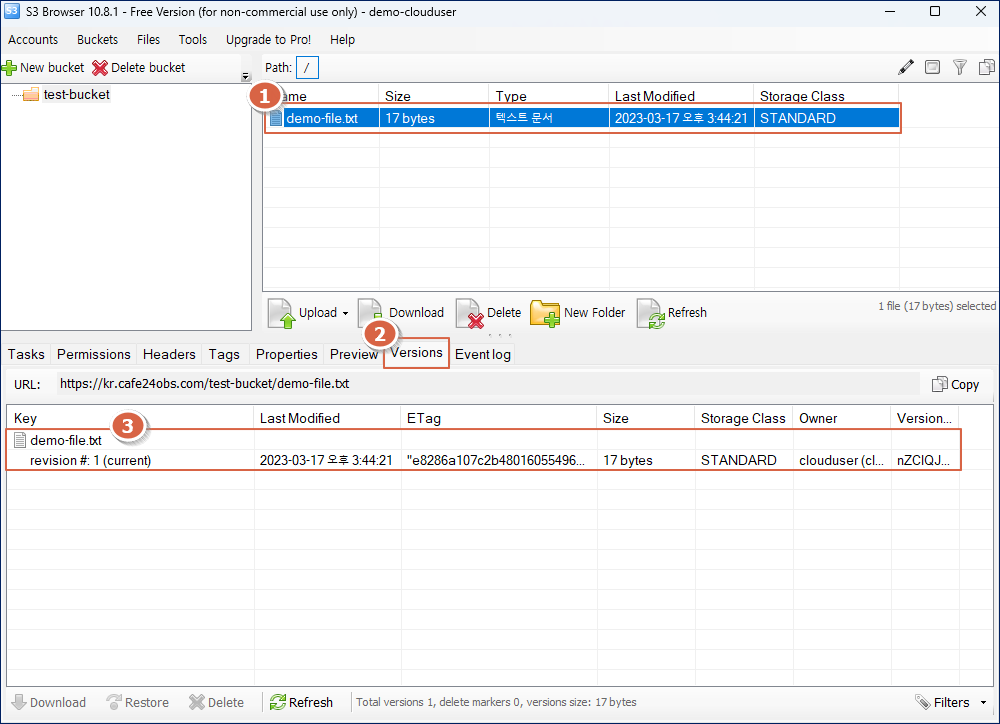 S3 Browser 10.8.1 - Free Version (for non-commercial use only) - demo-clouduser
Accounts Buckets Files Tools Upgrade to Pro! Help
New bucket Delete bucket
Path: /
test-bucket
1
Size Type Last Modified Storage Class
demo-file.txt 17 bytes 텍스트 문서 2023-03-17 오후 3:44:21 STANDARD
Upload Download Delete New Folder Refresh
1 file (17 bytes) selected
2
Tasks Permissions Headers Tags Properties Preview Versions Event log
URL: https://kr.cafe24obs.com/test-bucket/demo-file.txt Copy
Key Last Modified ETag Size Storage Class Owner Version...
3
demo-file.txt
revision #: 1 (current) 2023-03-17 오후 3:44:21 "e8286a107c2b48016055496... 17 bytes STANDARD clouduser (cl... nZCIQJ...
Download Restore Delete Refresh Total versions 1, delete markers 0, versions size: 17 bytes Filters